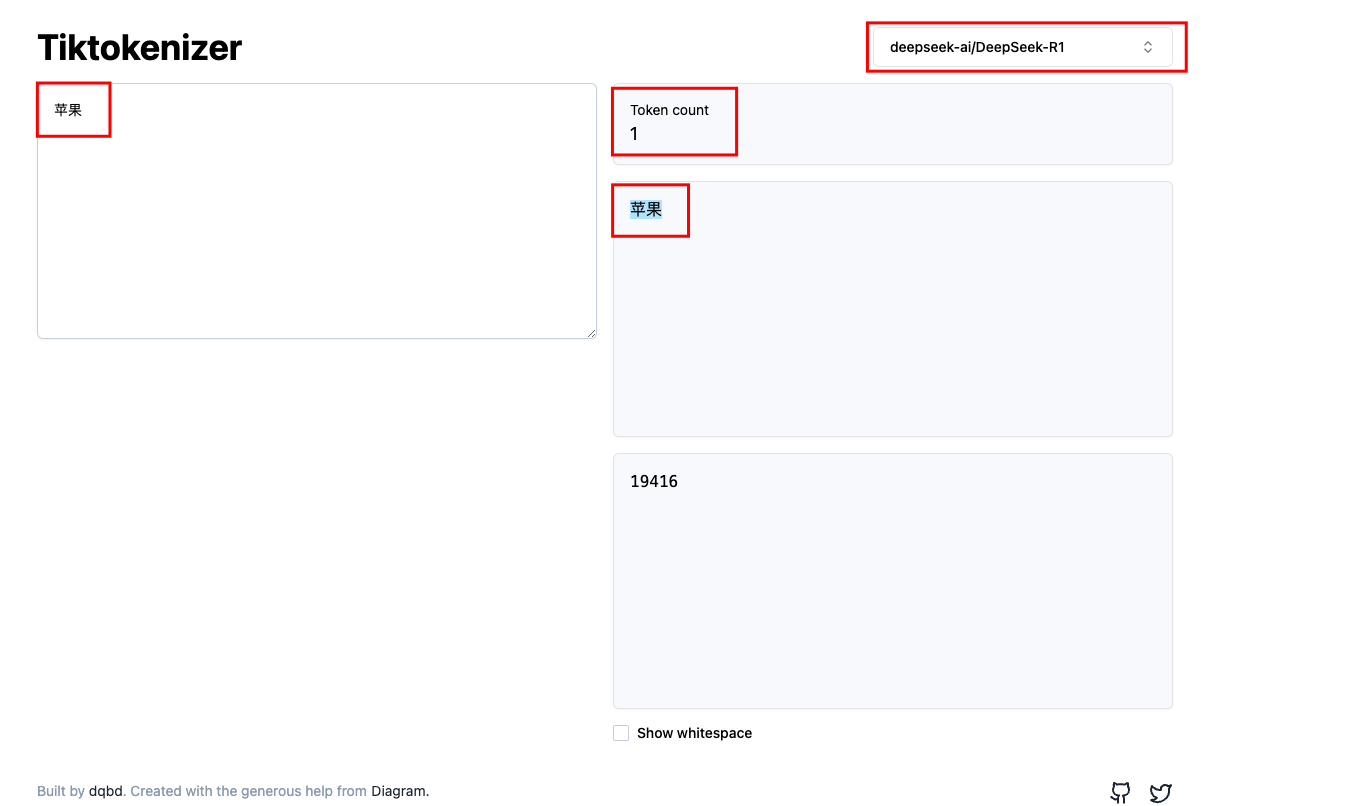 Tiktokenizer
deepseek-ai/DeepSeek-R1
苹果
Token count
1
苹果
19416
Show whitespace
Built by dqbd. Created with the generous help from Diagram.